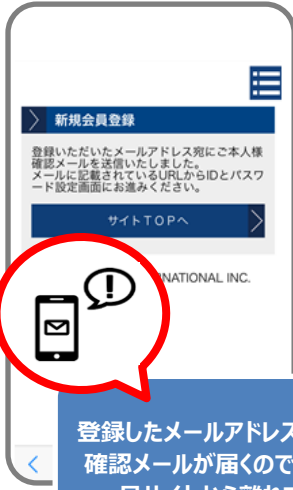 新規会員登録
登録いただいたメールアドレス宛にご本人様
確認メールを送信いたしました。
メールに記載されているURLからIDとパスワ
ード設定画面にお進みください。
サイトTOPへ
NATIONAL INC.
登録したメールアドレス
確認メールが届くので